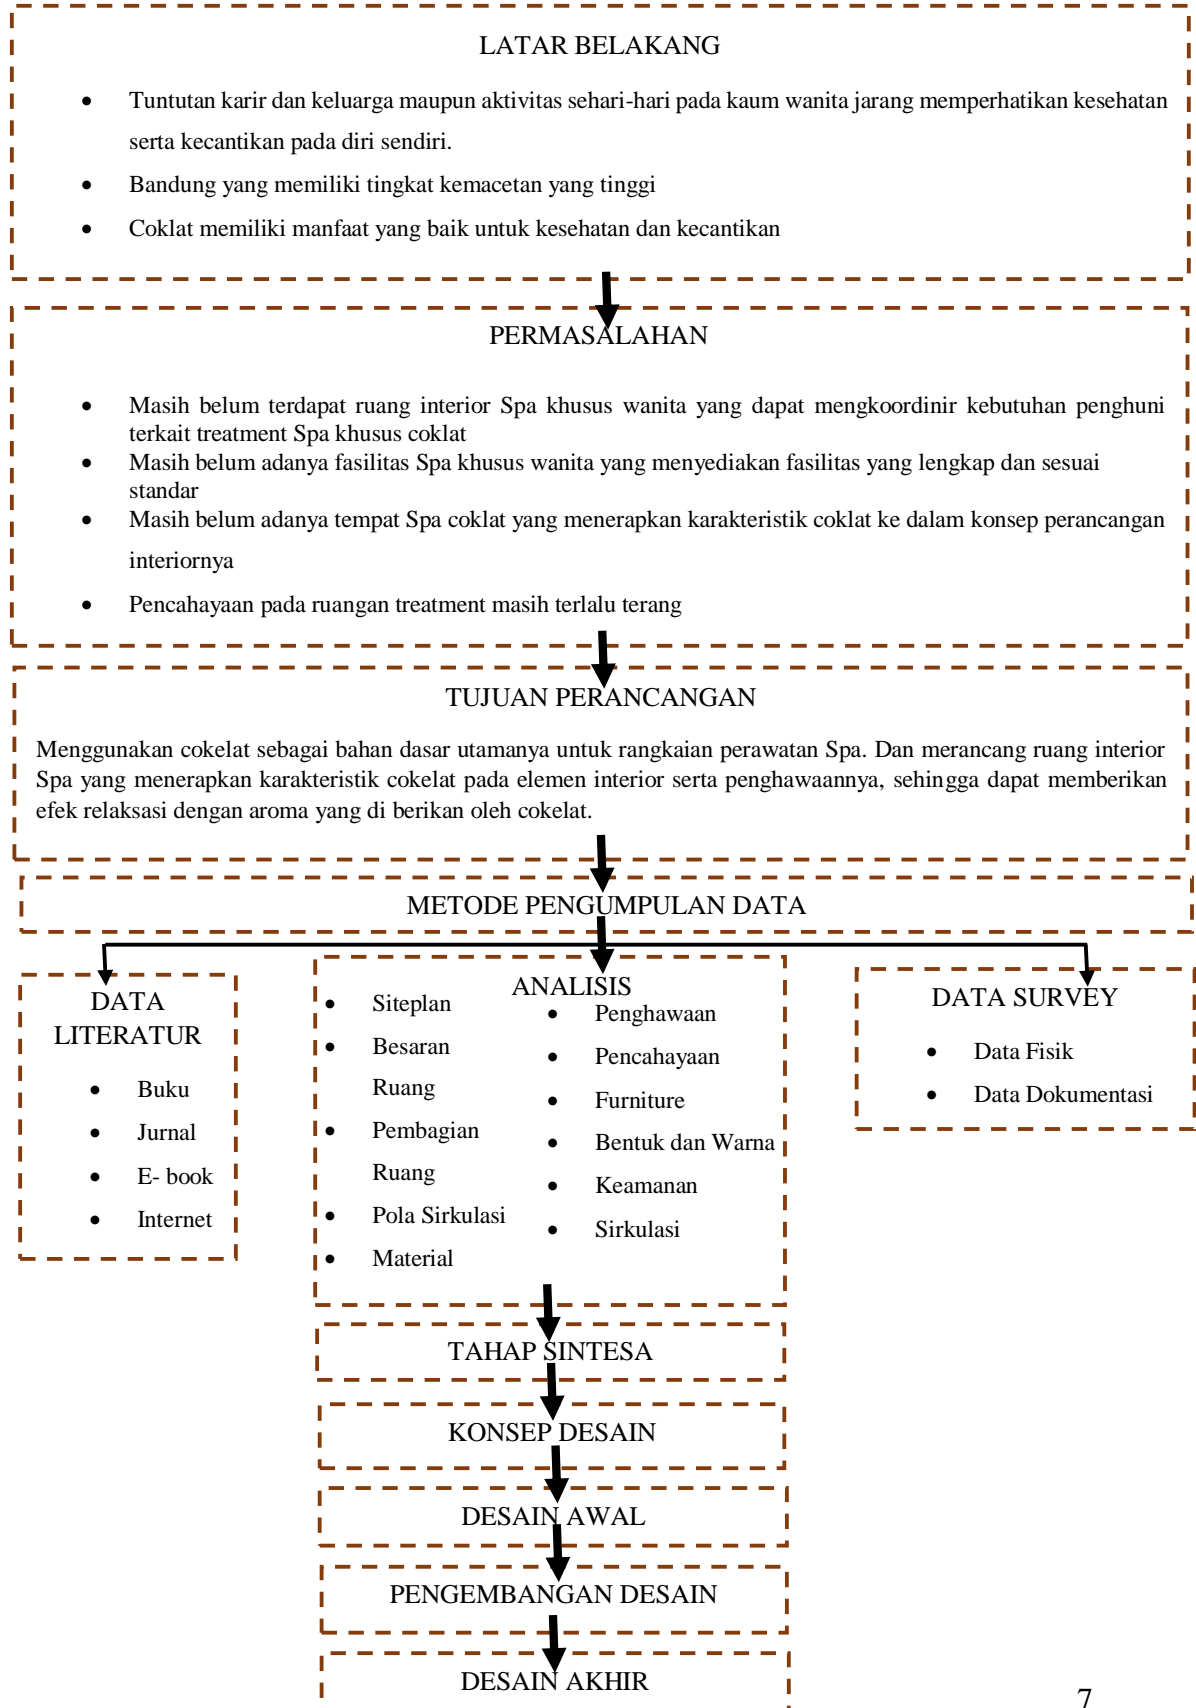 LATAR BELAKANG
• Tuntutan karir dan keluarga maupun aktivitas sehari-hari pada kaum wanita jarang memperhatikan kesehatan
serta kecantikan pada diri sendiri.
• Bandung yang memiliki tingkat kemacetan yang tinggi
• Coklat memiliki manfaat yang baik untuk kesehatan dan kecantikan
PERMASALAHAN
• Masih belum terdapat ruang interior Spa khusus wanita yang dapat mengkoordinir kebutuhan penghuni
terkait treatment Spa khusus coklat
• Masih belum adanya fasilitas Spa khusus wanita yang menyediakan fasilitas yang lengkap dan sesuai
standar
• Masih belum adanya tempat Spa coklat yang menerapkan karakteristik coklat ke dalam konsep perancangan
interiornya
• Pencahayaan pada ruangan treatment masih terlalu terang
TUJUAN PERANCANGAN
Menggunakan cokelat sebagai bahan dasar utamanya untuk rangkaian perawatan Spa. Dan merancang ruang interior
Spa yang menerapkan karakteristik cokelat pada elemen interior serta penghawaannya, sehingga dapat memberikan
efek relaksasi dengan aroma yang di berikan oleh cokelat.
METODE PENGUMPULAN DATA
DATA
LITERATUR
• Buku
• Jurnal
• E- book
• Internet
ANALISIS
• Siteplan
• Besaran
Ruang
• Pembagian
Ruang
• Pola Sirkulasi
• Material
• Penghawaan
• Pencahayaan
• Furniture
• Bentuk dan Warna
• Keamanan
• Sirkulasi
DATA SURVEY
• Data Fisik
• Data Dokumentasi
TAHAP SINTESA
KONSEP DESAIN
DESAIN AWAL
PENGEMBANGAN DESAIN
DESAIN AKHIR
7